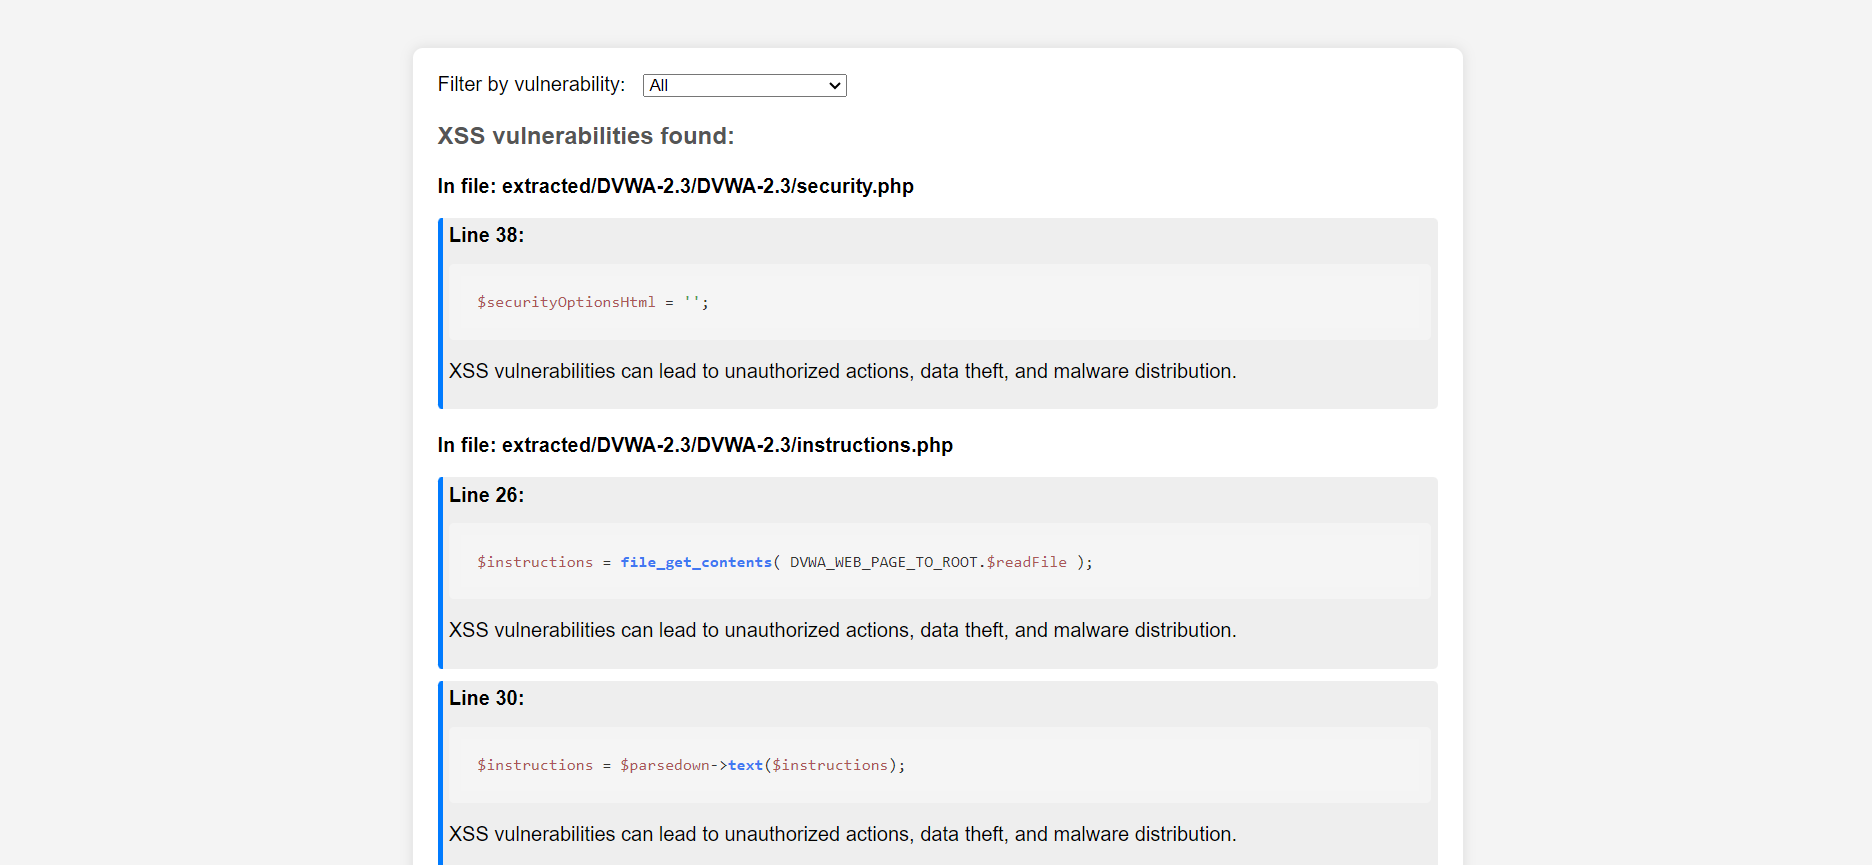 Filter by vulnerability: All
XSS vulnerabilities found:
In file: extracted/DVWA-2.3/DVWA-2.3/security.php
Line 38:
$securityOptionsHtml = '';
XSS vulnerabilities can lead to unauthorized actions, data theft, and malware distribution.
In file: extracted/DVWA-2.3/DVWA-2.3/instructions.php
Line 26:
$instructions = file_get_contents( DVWA_WEB_PAGE_TO_ROOT.$readFile );
XSS vulnerabilities can lead to unauthorized actions, data theft, and malware distribution.
Line 30:
$instructions = $parsedown->text($instructions);
XSS vulnerabilities can lead to unauthorized actions, data theft, and malware distribution.